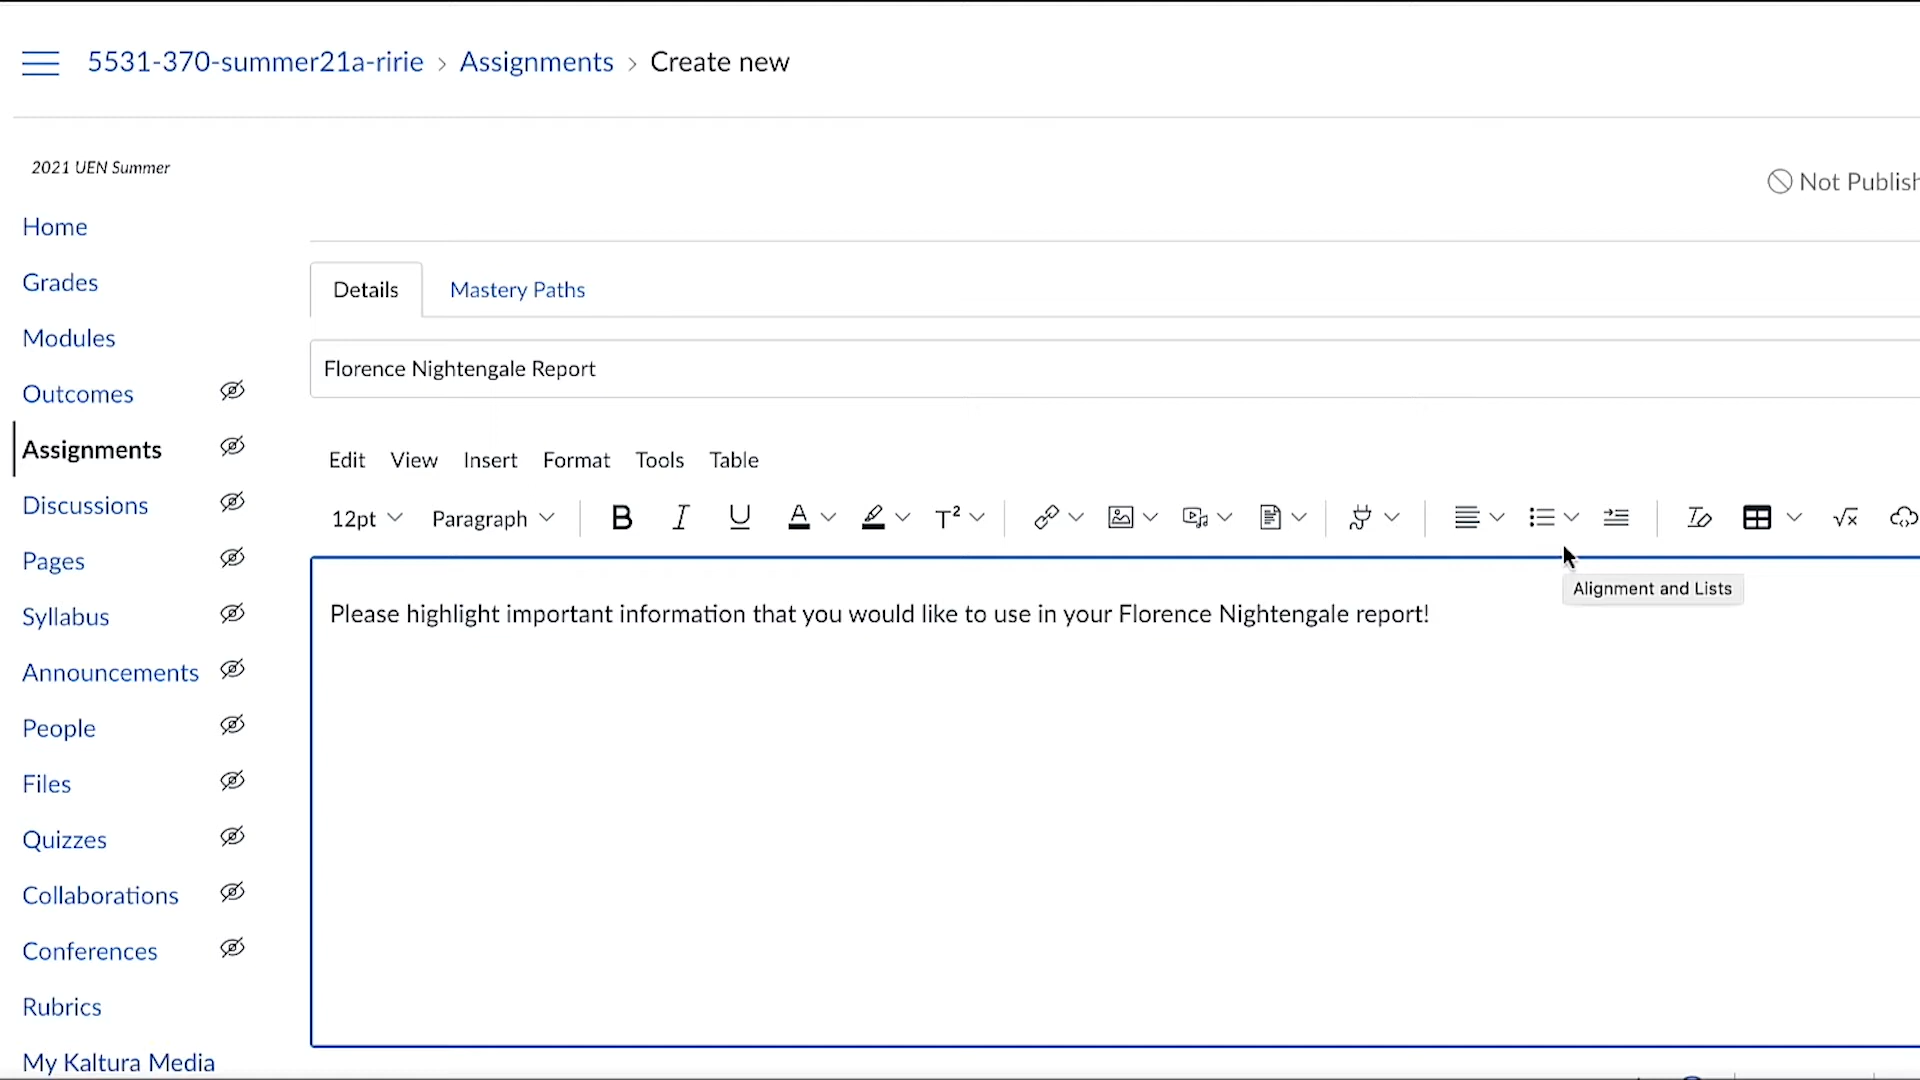 5531-370-summer21a-ririe > Assignments > Create new
2021 UEN Summer
Not Publish
Home
Grades
Modules
Outcomes
Assignments
Discussions
Pages
Syllabus
Announcements
People
Files
Quizzes
Collaborations
Conferences
Rubrics
My Kaltura Media
Details Mastery Paths
Florence Nightengale Report
Edit View Insert Format Tools Table
12pt Paragraph B I U A T² √x
Alignment and Lists
Please highlight important information that you would like to use in your Florence Nightengale report!